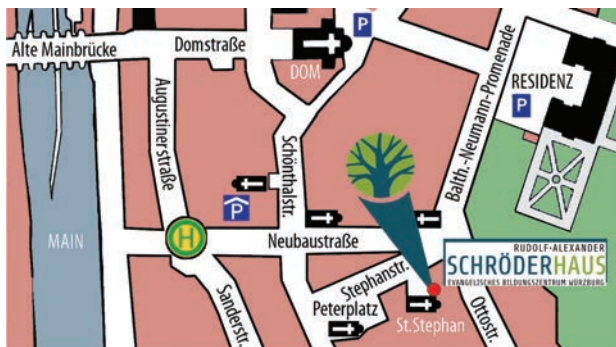 Alte Mainbrücke
Domstraße
DOM
P
Balth.-Neumann-Promenade
RESIDENZ
P
Augustinerstraße
Schönthalstr.
P
MAIN
H
Neubaustraße
Stephanstr.
RUDOLF-ALEXANDER
SCHRÖDERHAUS
EVANGELISCHES BILDUNGSZENTRUM WÜRZBURG
Sanderstr.
Peterplatz
St. Stephan
Ottostr.